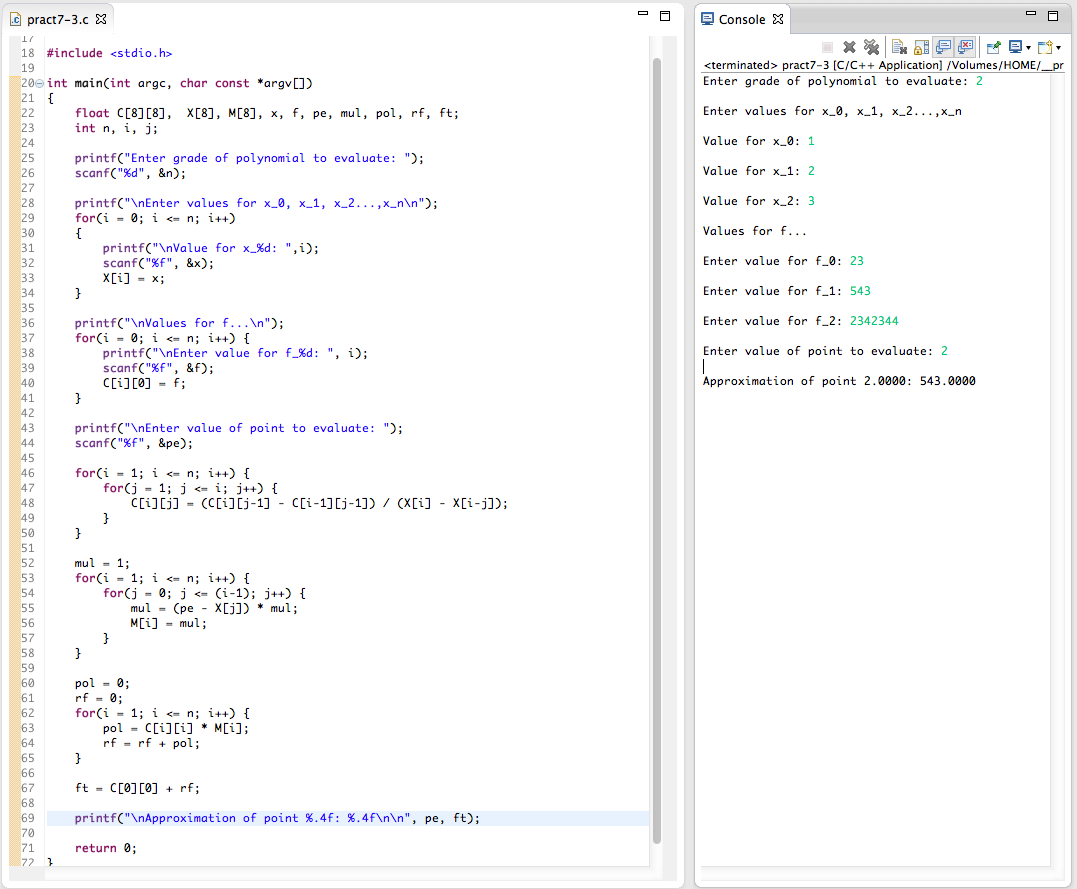 pract7-3.c
17
18 #include <stdio.h>
19
20 int main(int argc, char const *argv[])
21 {
22     float C[8][8],  X[8], M[8], x, f, pe, mul, pol, rf, ft;
23     int n, i, j;
24
25     printf("Enter grade of polynomial to evaluate: ");
26     scanf("%d", &n);
27
28     printf("\nEnter values for x_0, x_1, x_2...,x_n\n");
29     for(i = 0; i <= n; i++)
30     {
31         printf("\nValue for x_%d: ",i);
32         scanf("%f", &x);
33         X[i] = x;
34     }
35
36     printf("\nValues for f...\n");
37     for(i = 0; i <= n; i++) {
38         printf("\nEnter value for f_%d: ", i);
39         scanf("%f", &f);
40         C[i][0] = f;
41     }
42
43     printf("\nEnter value of point to evaluate: ");
44     scanf("%f", &pe);
45
46     for(i = 1; i <= n; i++) {
47         for(j = 1; j <= i; j++) {
48             C[i][j] = (C[i][j-1] - C[i-1][j-1]) / (X[i] - X[i-j]);
49         }
50     }
51
52     mul = 1;
53     for(i = 1; i <= n; i++) {
54         for(j = 0; j <= (i-1); j++) {
55             mul = (pe - X[j]) * mul;
56             M[i] = mul;
57         }
58     }
59
60     pol = 0;
61     rf = 0;
62     for(i = 1; i <= n; i++) {
63         pol = C[i][i] * M[i];
64         rf = rf + pol;
65     }
66
67     ft = C[0][0] + rf;
68
69     printf("\nApproximation of point %.4f: %.4f\n\n", pe, ft);
70
71     return 0;
72 }
Console
<terminated> pract7-3 [C/C++ Application] /Volumes/HOME/__pr
Enter grade of polynomial to evaluate: 2
Enter values for x_0, x_1, x_2...,x_n
Value for x_0: 1
Value for x_1: 2
Value for x_2: 3
Values for f...
Enter value for f_0: 23
Enter value for f_1: 543
Enter value for f_2: 2342344
Enter value of point to evaluate: 2
Approximation of point 2.0000: 543.0000